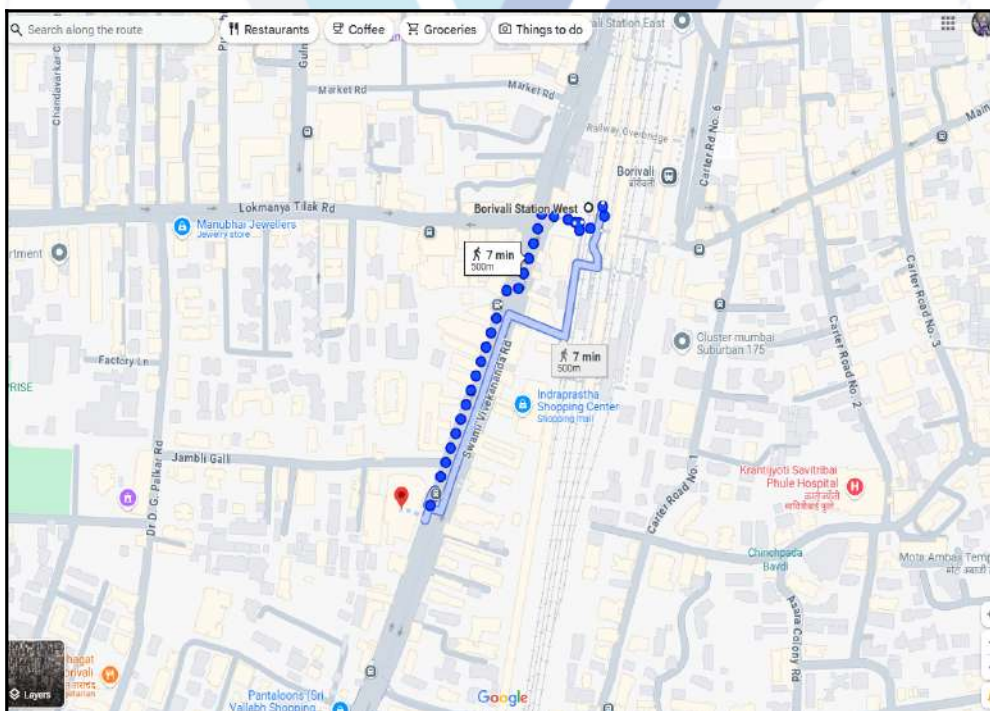 Search along the route
Restaurants
Coffee
Groceries
Things to do
Station East
Market Rd
Market Rd
Railway Overbridge
Carter Rd No. 6
Main
Borivali
बोरीवली
Borivali Station West
Lokmanya Tilak Rd
Manubhai Jewellers
Jewelry store
7 min
500m
Carter Road No. 3
Carter Road No. 2
Cluster mumbai
Suburban 175
7 min
500m
Factory Ln
Swami Vivekananda Rd
Indraprastha
Shopping Center
Shopping mall
Jambli Gali
Dr D. G. Palkar Rd
Carter Road No. 1
Krantijyoti Savitribai
Phule Hospital
Chinchpada
Bavdi
Asara Colony Rd
Layers
Pantaloons (Sri
Vallabh Shopping...
Google